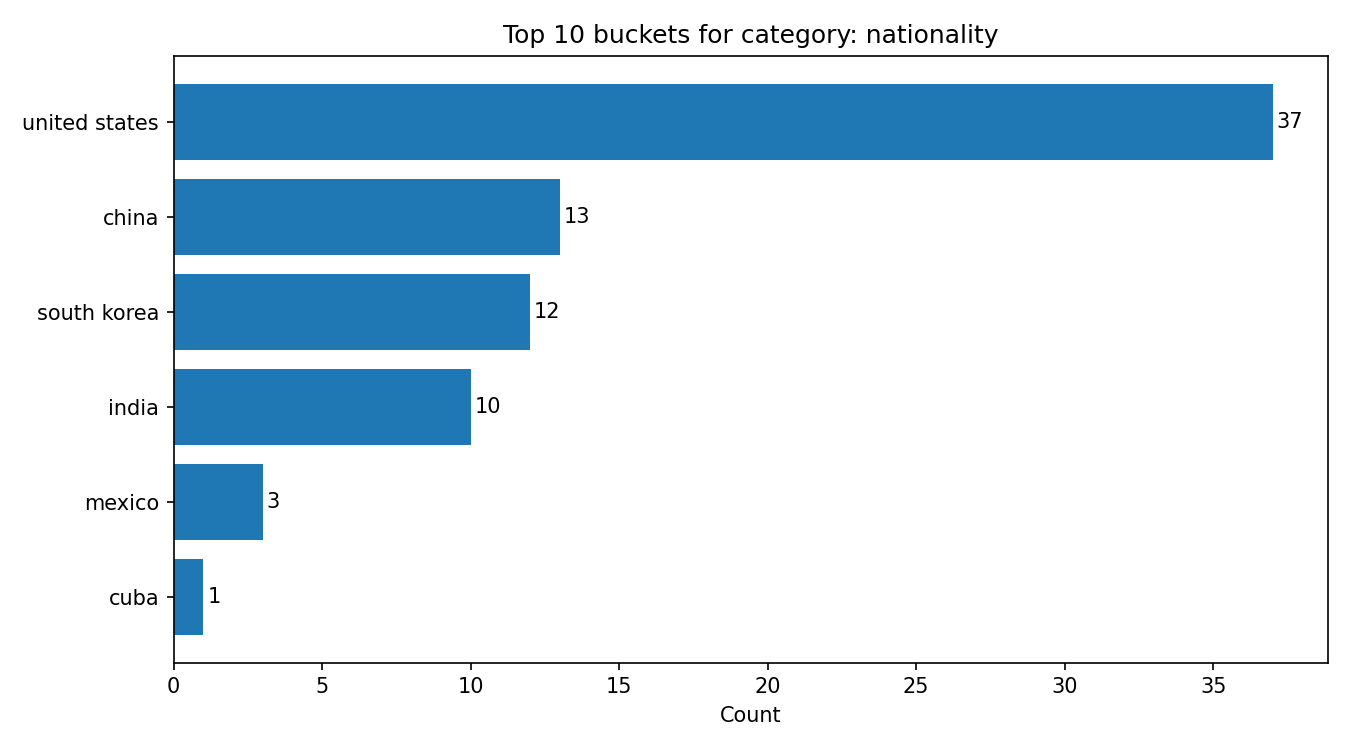 Top 10 buckets for category: nationality
united states 37
china 13
south korea 12
india 10
mexico 3
cuba 1
0 5 10 15 20 25 30 35
Count